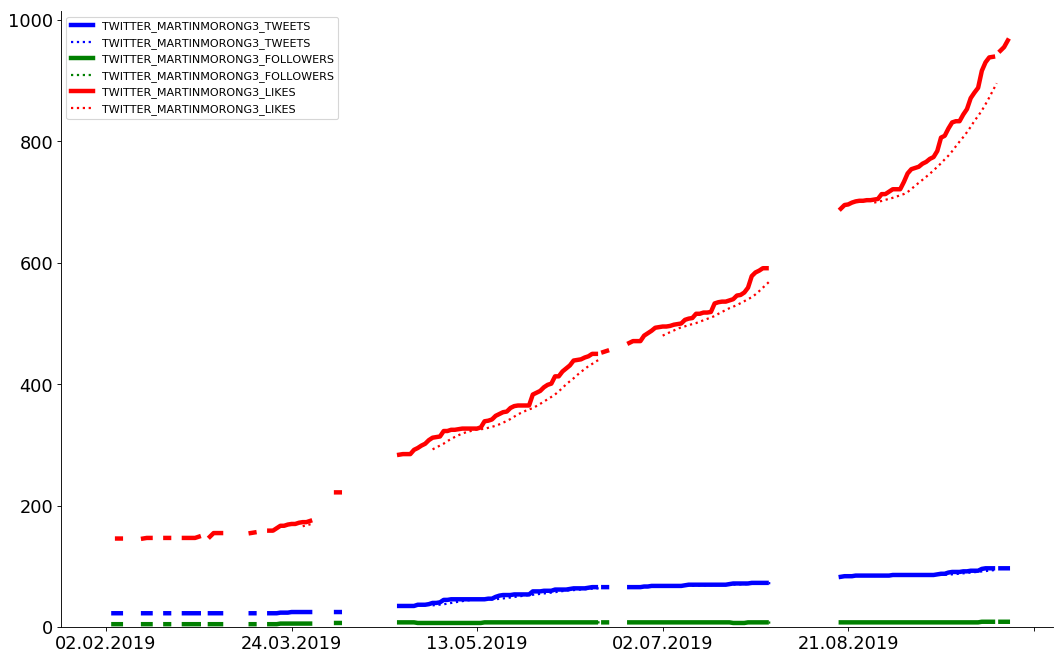 1000
800
600
400
200
0
TWITTER_MARTINMORONG3_TWEETS
TWITTER_MARTINMORONG3_TWEETS
TWITTER_MARTINMORONG3_FOLLOWERS
TWITTER_MARTINMORONG3_FOLLOWERS
TWITTER_MARTINMORONG3_LIKES
TWITTER_MARTINMORONG3_LIKES
02.02.2019 24.03.2019 13.05.2019 02.07.2019 21.08.2019